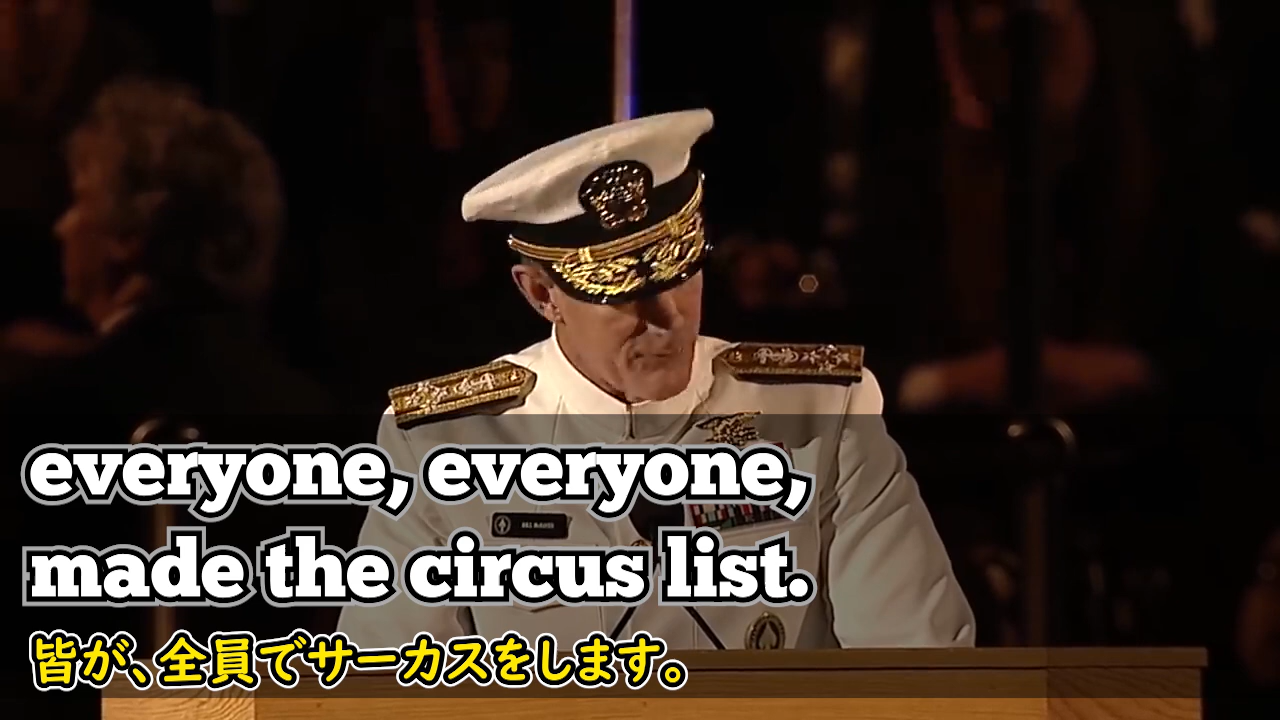 everyone, everyone,
made the circus list.
皆が、全員でサーカスをします。